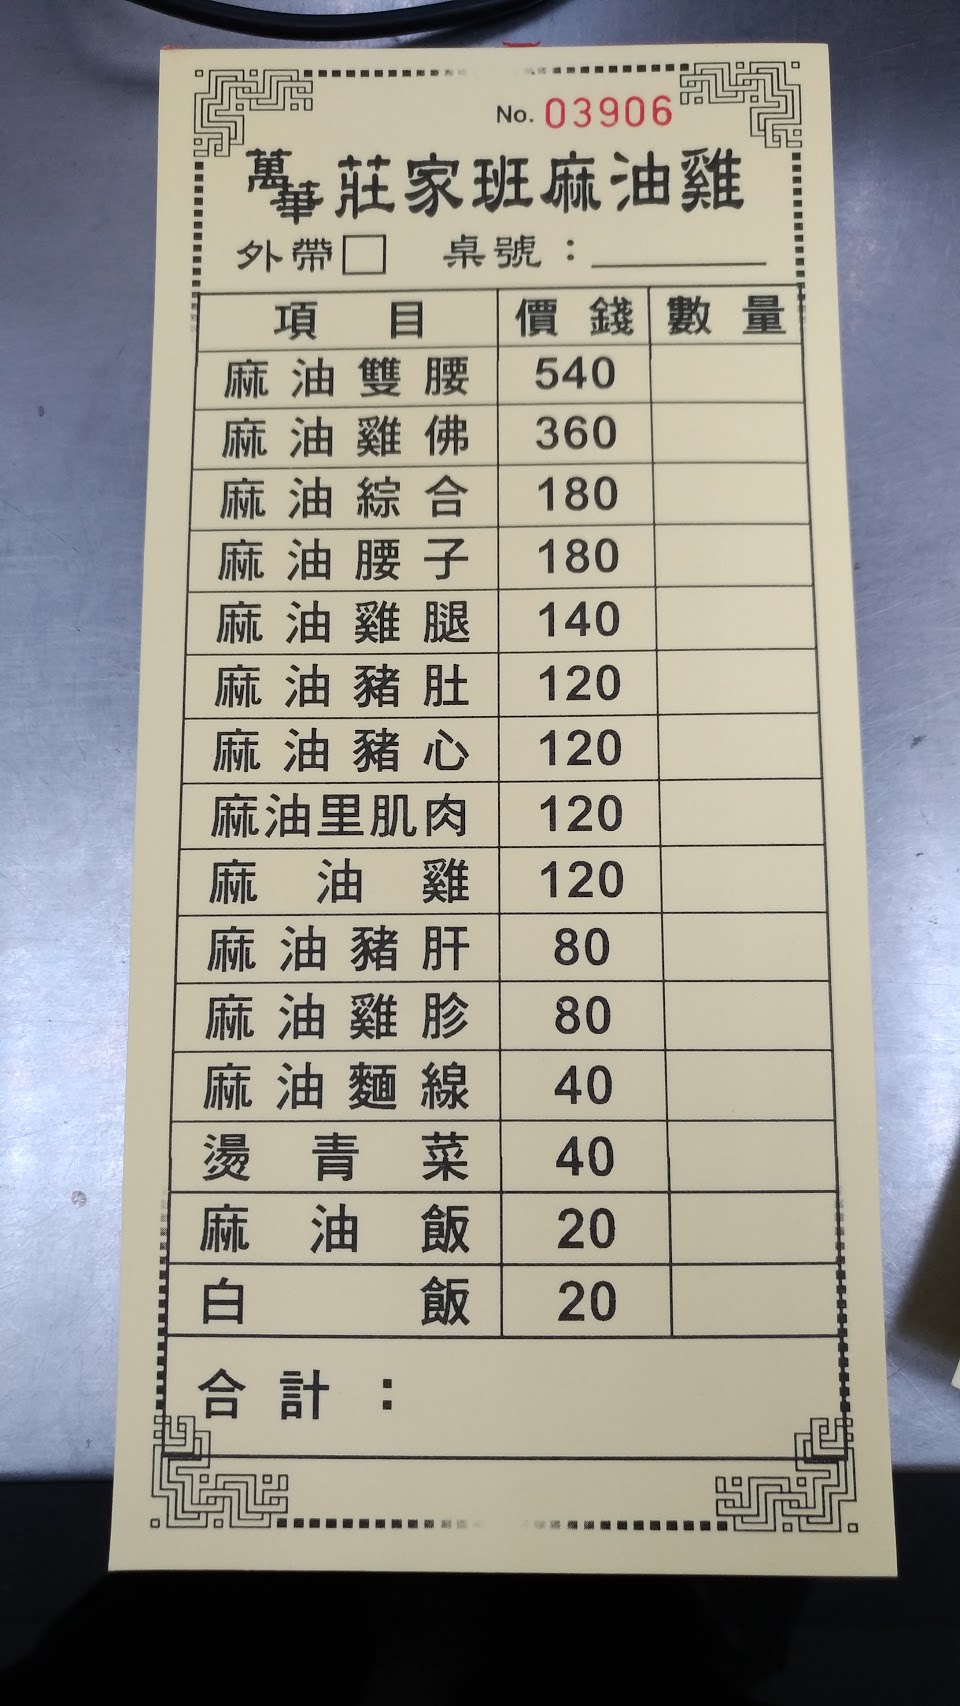 No. 03906
萬華 莊家班麻油雞
外帶□ 桌號：
項目 價錢 數量
麻油雙腰 540
麻油雞佛 360
麻油綜合 180
麻油腰子 180
麻油雞腿 140
麻油豬肚 120
麻油豬心 120
麻油里肌肉 120
麻油雞 120
麻油豬肝 80
麻油雞胗 80
麻油麵線 40
燙青菜 40
麻油飯 20
白飯 20
合計：